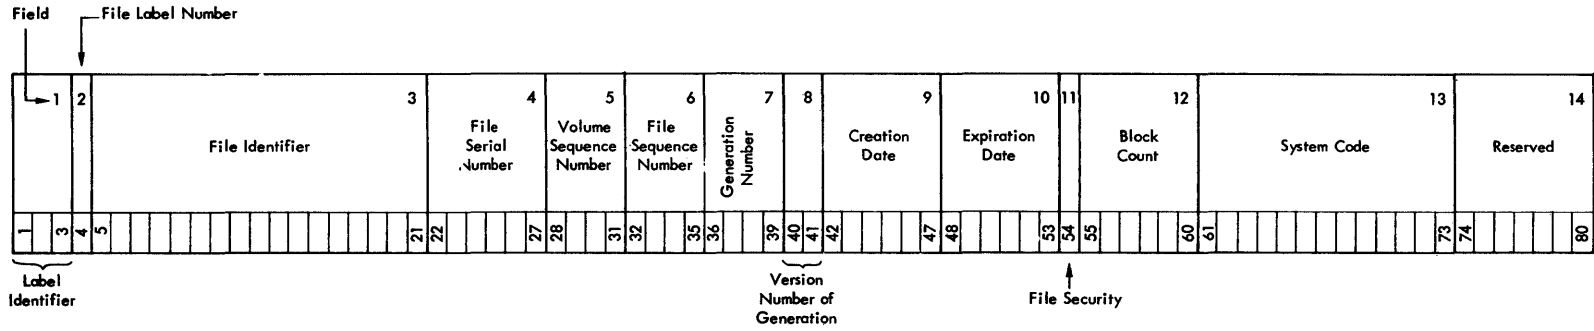 Field
File Label Number
1
2
3
4
5
6
7
8
9
10
11
12
13
14
File Identifier
File
Serial
Number
Volume
Sequence
Number
File
Sequence
Number
Generation
Number
Creation
Date
Expiration
Date
Block
Count
System Code
Reserved
1
3
4
5
21
22
27
28
31
32
35
36
39
40
41
42
47
48
53
54
55
60
61
73
74
80
Label
Identifier
Version
Number of
Generation
File Security